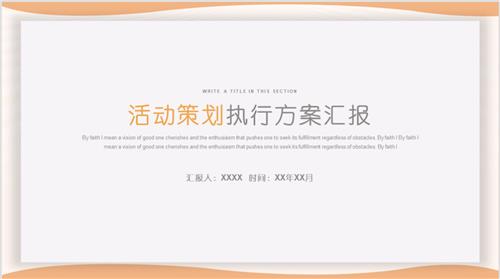 WRITE A TITLE IN THIS SECTION
活动策划执行方案汇报
By faith I mean a vision of good one cherishes and the enthusiasm that pushes one to seek its fulfillment regardless of obstacles. By faith I By faith I
mean a vision of good one cherishes and the enthusiasm that pushes one to seek its fulfillment regardless of obstacles. By faith I
汇报人：XXXX 时间：XX年XX月